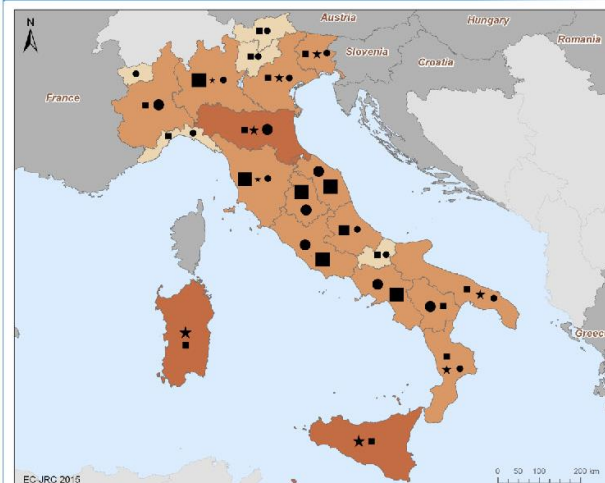 Austria
Hungary
N
Romania
Slovenia
Croatia
France
Greec
EC JRC 2015
0 50 100 200 km